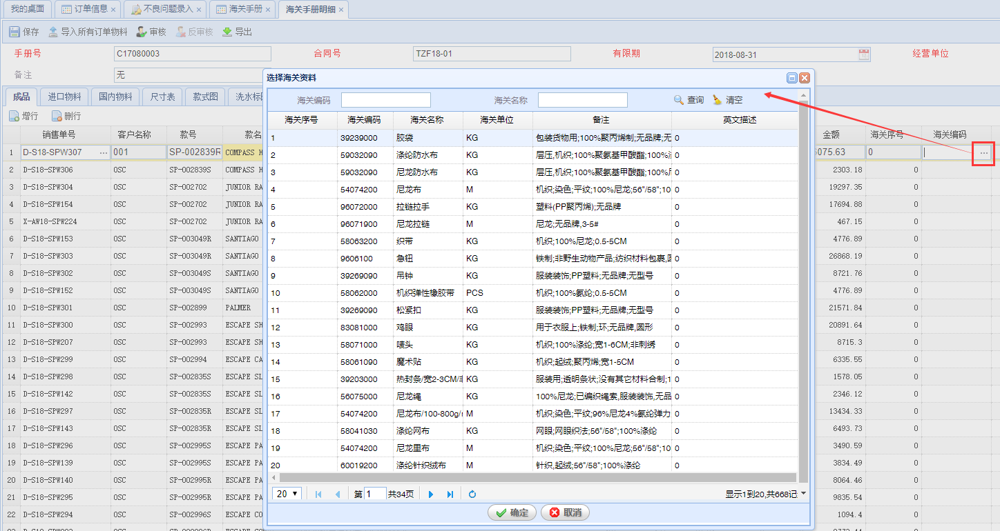 我的桌面 订单信息 × 不良问题录入 × 海关手册 × 海关手册明细 ×
保存 导入所有订单物料 审核 反审核 导出
手册号 C17080003 合同号 TZF18-01 有限期 2018-08-31 经营单位
备注 无
成品 进口物料 国内物料 尺寸表 款式图 洗水标
增行 删行
销售单号 客户名称 款号 款名 金额 海关序号 海关编码
1 D-S18-SPW307 ... 001 SP-002839R COMPASS H 6075.63 0 ...
2 D-S18-SPW306 OSC SP-002839S COMPASS H 2303.18 0
3 D-S18-SPW304 OSC SP-002702 JUNIOR RA 19297.35 0
4 D-S18-SPW154 OSC SP-002702 JUNIOR RA 17694.88 0
5 X-AW18-SPW224 OSC SP-002702 JUNIOR RA 467.15 0
6 D-S18-SPW153 OSC SP-003049R SANTIAGO 4776.89 0
7 D-S18-SPW303 OSC SP-003049R SANTIAGO 26868.19 0
8 D-S18-SPW302 OSC SP-003049S SANTIAGO 8721.76 0
9 D-S18-SPW152 OSC SP-003049S SANTIAGO 4776.89 0
10 D-S18-SPW301 OSC SP-002899 PALMER 21571.84 0
11 D-S18-SPW300 OSC SP-002993 ESCAPE SH 20891.64 0
12 D-S18-SPW207 OSC SP-002993 ESCAPE SH 8715.3 0
13 D-S18-SPW299 OSC SP-002994 ESCAPE CA 6335.55 0
14 D-S18-SPW298 OSC SP-002835S ESCAPE SL 1578.05 0
15 D-S18-SPW142 OSC SP-002835S ESCAPE SL 2346.12 0
16 D-S18-SPW297 OSC SP-002835R ESCAPE SL 13434.33 0
17 D-S18-SPW143 OSC SP-002835R ESCAPE SL 6493.73 0
18 D-S18-SPW296 OSC SP-002995S ESCAPE PA 3490.59 0
19 D-S18-SPW139 OSC SP-002995S ESCAPE PA 3834.49 0
20 D-S18-SPW140 OSC SP-002995R ESCAPE PA 8064.46 0
21 D-S18-SPW295 OSC SP-002995R ESCAPE PA 9835.54 0
22 D-S18-SPW294 OSC SP-002996S ESCAPE CO 1094.4 0
选择海关资料
海关编码 海关名称 查询 清空
海关序号 海关编码 海关名称 海关单位 备注 英文描述
1 39239000 胶袋 KG 包装货物用;100%聚丙烯制;无品牌;无 0
2 59032090 涤纶防水布 KG 层压,机织;100%聚氨基甲酸酯;100%涤 0
3 59032090 尼龙防水布 KG 层压,机织;100%聚氨基甲酸酯;100%尼 0
4 54074200 尼龙布 M 机织;染色;平纹;100%尼龙;56"/58";10 0
5 96072000 拉链拉手 KG 塑料(PP聚丙烯);无品牌 0
6 96071900 尼龙拉链 M 尼龙;无品牌,3-5# 0
7 58063200 织带 KG 机织;100%尼龙;0.5-5CM 0
8 9606100 急钮 KG 铁制;非野生动物产品;纺织材料包裹,圆 0
9 39269090 吊钟 KG 服装装饰;PP塑料;无品牌;无型号 0
10 58062000 机织弹性橡胶带 PCS 机织;100%氨纶;0.5-5CM 0
11 39269090 松紧扣 KG 服装装饰;PP塑料;无品牌;无型号 0
12 83081000 鸡眼 KG 用于衣服上;铁制;环;无品牌,圆形 0
13 58071000 唛头 KG 机织;100%涤纶;宽1-6CM;非刺绣 0
14 58061090 魔术贴 KG 机织;起绒;聚丙烯;宽1-5CM 0
15 39203000 热封条/宽2-3CM/非 KG 服装用;透明条状;没有其它材料合制;1 0
16 56075000 尼龙绳 KG 100%尼龙;已编织绳索,服装装饰,无品 0
17 54074200 尼龙布/100-800g/m M 机织;染色;平纹;96%尼龙4%氨纶弹力 0
18 58041030 涤纶网布 KG 网眼;网眼织法;56"/58";100%涤纶 0
19 54074200 尼龙里布 M 机织;染色;平纹;100%尼龙;56"/58";10 0
20 60019200 涤纶针织绒布 M 针织,起绒;56"/58";100%涤纶 0
20 第 1 共34页 显示1到20,共668记
确定 取消